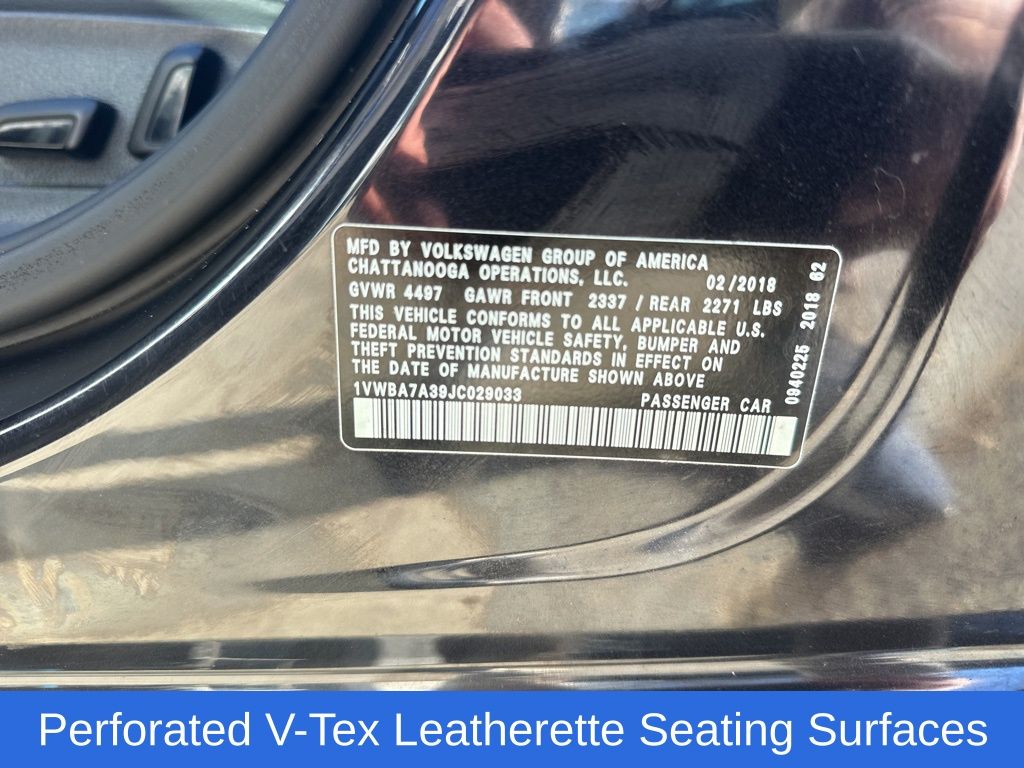 MFD BY VOLKSWAGEN GROUP OF AMERICA
CHATTANOOGA OPERATIONS, LLC. 02/2018
GVWR 4497 GAWR FRONT 2337 / REAR 2271 LBS
THIS VEHICLE CONFORMS TO ALL APPLICABLE U.S.
FEDERAL MOTOR VEHICLE SAFETY, BUMPER AND
THEFT PREVENTION STANDARDS IN EFFECT ON
THE DATE OF MANUFACTURE SHOWN ABOVE
1VWBA7A39JC029033 PASSENGER CAR
0940225 2018 62
Perforated V-Tex Leatherette Seating Surfaces